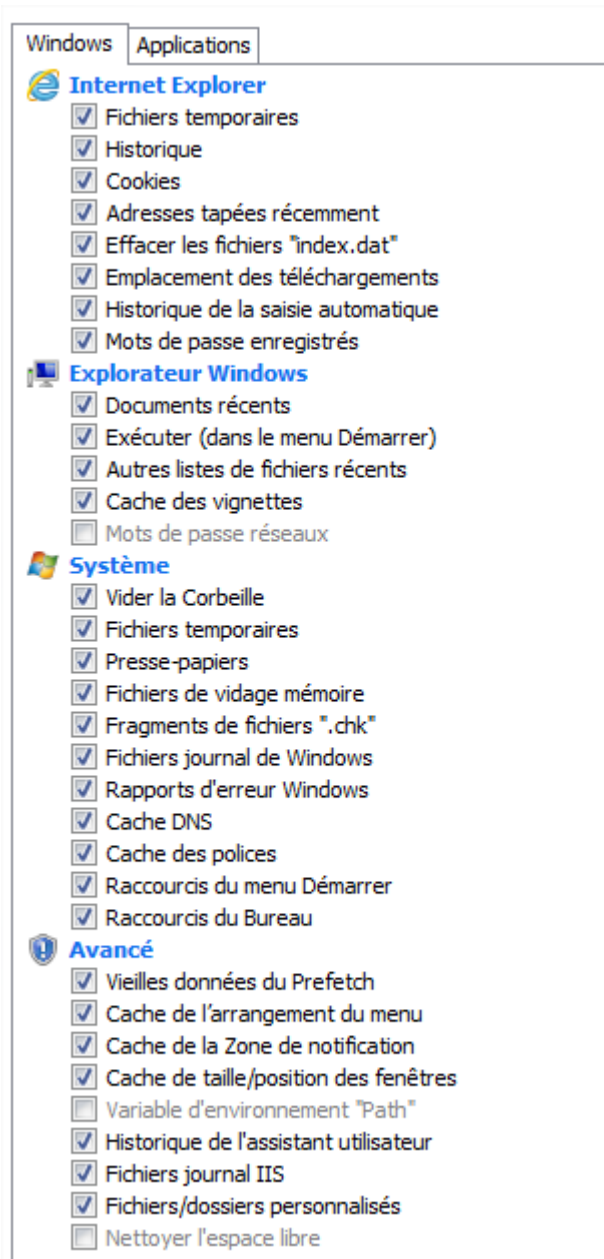 Windows Applications
Internet Explorer
Fichiers temporaires
Historique
Cookies
Adresses tapées récemment
Effacer les fichiers "index.dat"
Emplacement des téléchargements
Historique de la saisie automatique
Mots de passe enregistrés
Explorateur Windows
Documents récents
Exécuter (dans le menu Démarrer)
Autres listes de fichiers récents
Cache des vignettes
Mots de passe réseaux
Système
Vider la Corbeille
Fichiers temporaires
Presse-papiers
Fichiers de vidage mémoire
Fragments de fichiers ".chk"
Fichiers journal de Windows
Rapports d'erreur Windows
Cache DNS
Cache des polices
Raccourcis du menu Démarrer
Raccourcis du Bureau
Avancé
Vieilles données du Prefetch
Cache de l’arrangement du menu
Cache de la Zone de notification
Cache de taille/position des fenêtres
Variable d'environnement "Path"
Historique de l'assistant utilisateur
Fichiers journal IIS
Fichiers/dossiers personnalisés
Nettoyer l'espace libre